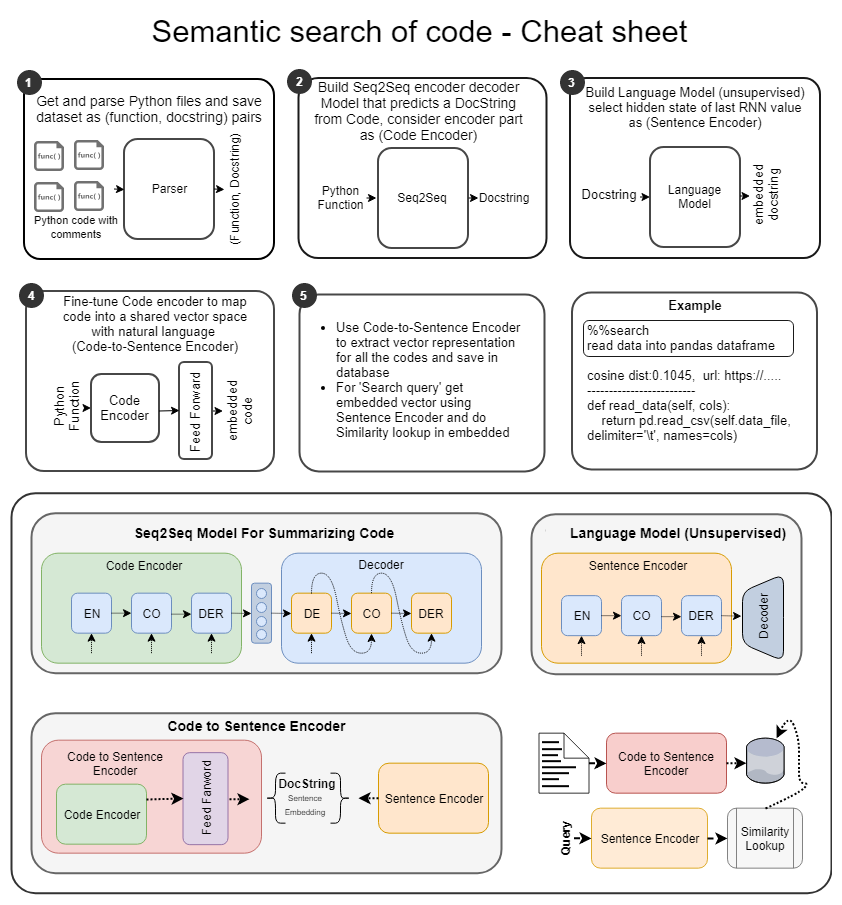 Semantic search of code - Cheat sheet
1
Get and parse Python files and save
dataset as (function, docstring) pairs
func( )
func( )
func( )
func( )
Python code with
comments
Parser
(Function, Docstring)
2
Build Seq2Seq encoder decoder
Model that predicts a DocString
from Code, consider encoder part
as (Code Encoder)
Python
Function
Seq2Seq
Docstring
3
Build Language Model (unsupervised)
select hidden state of last RNN value
as (Sentence Encoder)
Docstring
Language
Model
embedded
docstring
4
Fine-tune Code encoder to map
code into a shared vector space
with natural language
(Code-to-Sentence Encoder)
Python
Function
Code
Encoder
Feed Forward
embedded
code
5
• Use Code-to-Sentence Encoder
to extract vector representation
for all the codes and save in
database
• For 'Search query' get
embedded vector using
Sentence Encoder and do
Similarity lookup in embedded
Example
%%search
read data into pandas dataframe
cosine dist:0.1045, url: https://.....
---------------------------
def read_data(self, cols):
return pd.read_csv(self.data_file,
delimiter='\t', names=cols)
Seq2Seq Model For Summarizing Code
Code Encoder
EN
CO
DER
Decoder
DE
CO
DER
Language Model (Unsupervised)
Sentence Encoder
EN
CO
DER
Decoder
Code to Sentence Encoder
Code to Sentence
Encoder
Code Encoder
Feed Farword
DocString
Sentence
Embedding
Sentence Encoder
Code to Sentence
Encoder
Query
Sentence Encoder
Similarity
Lookup